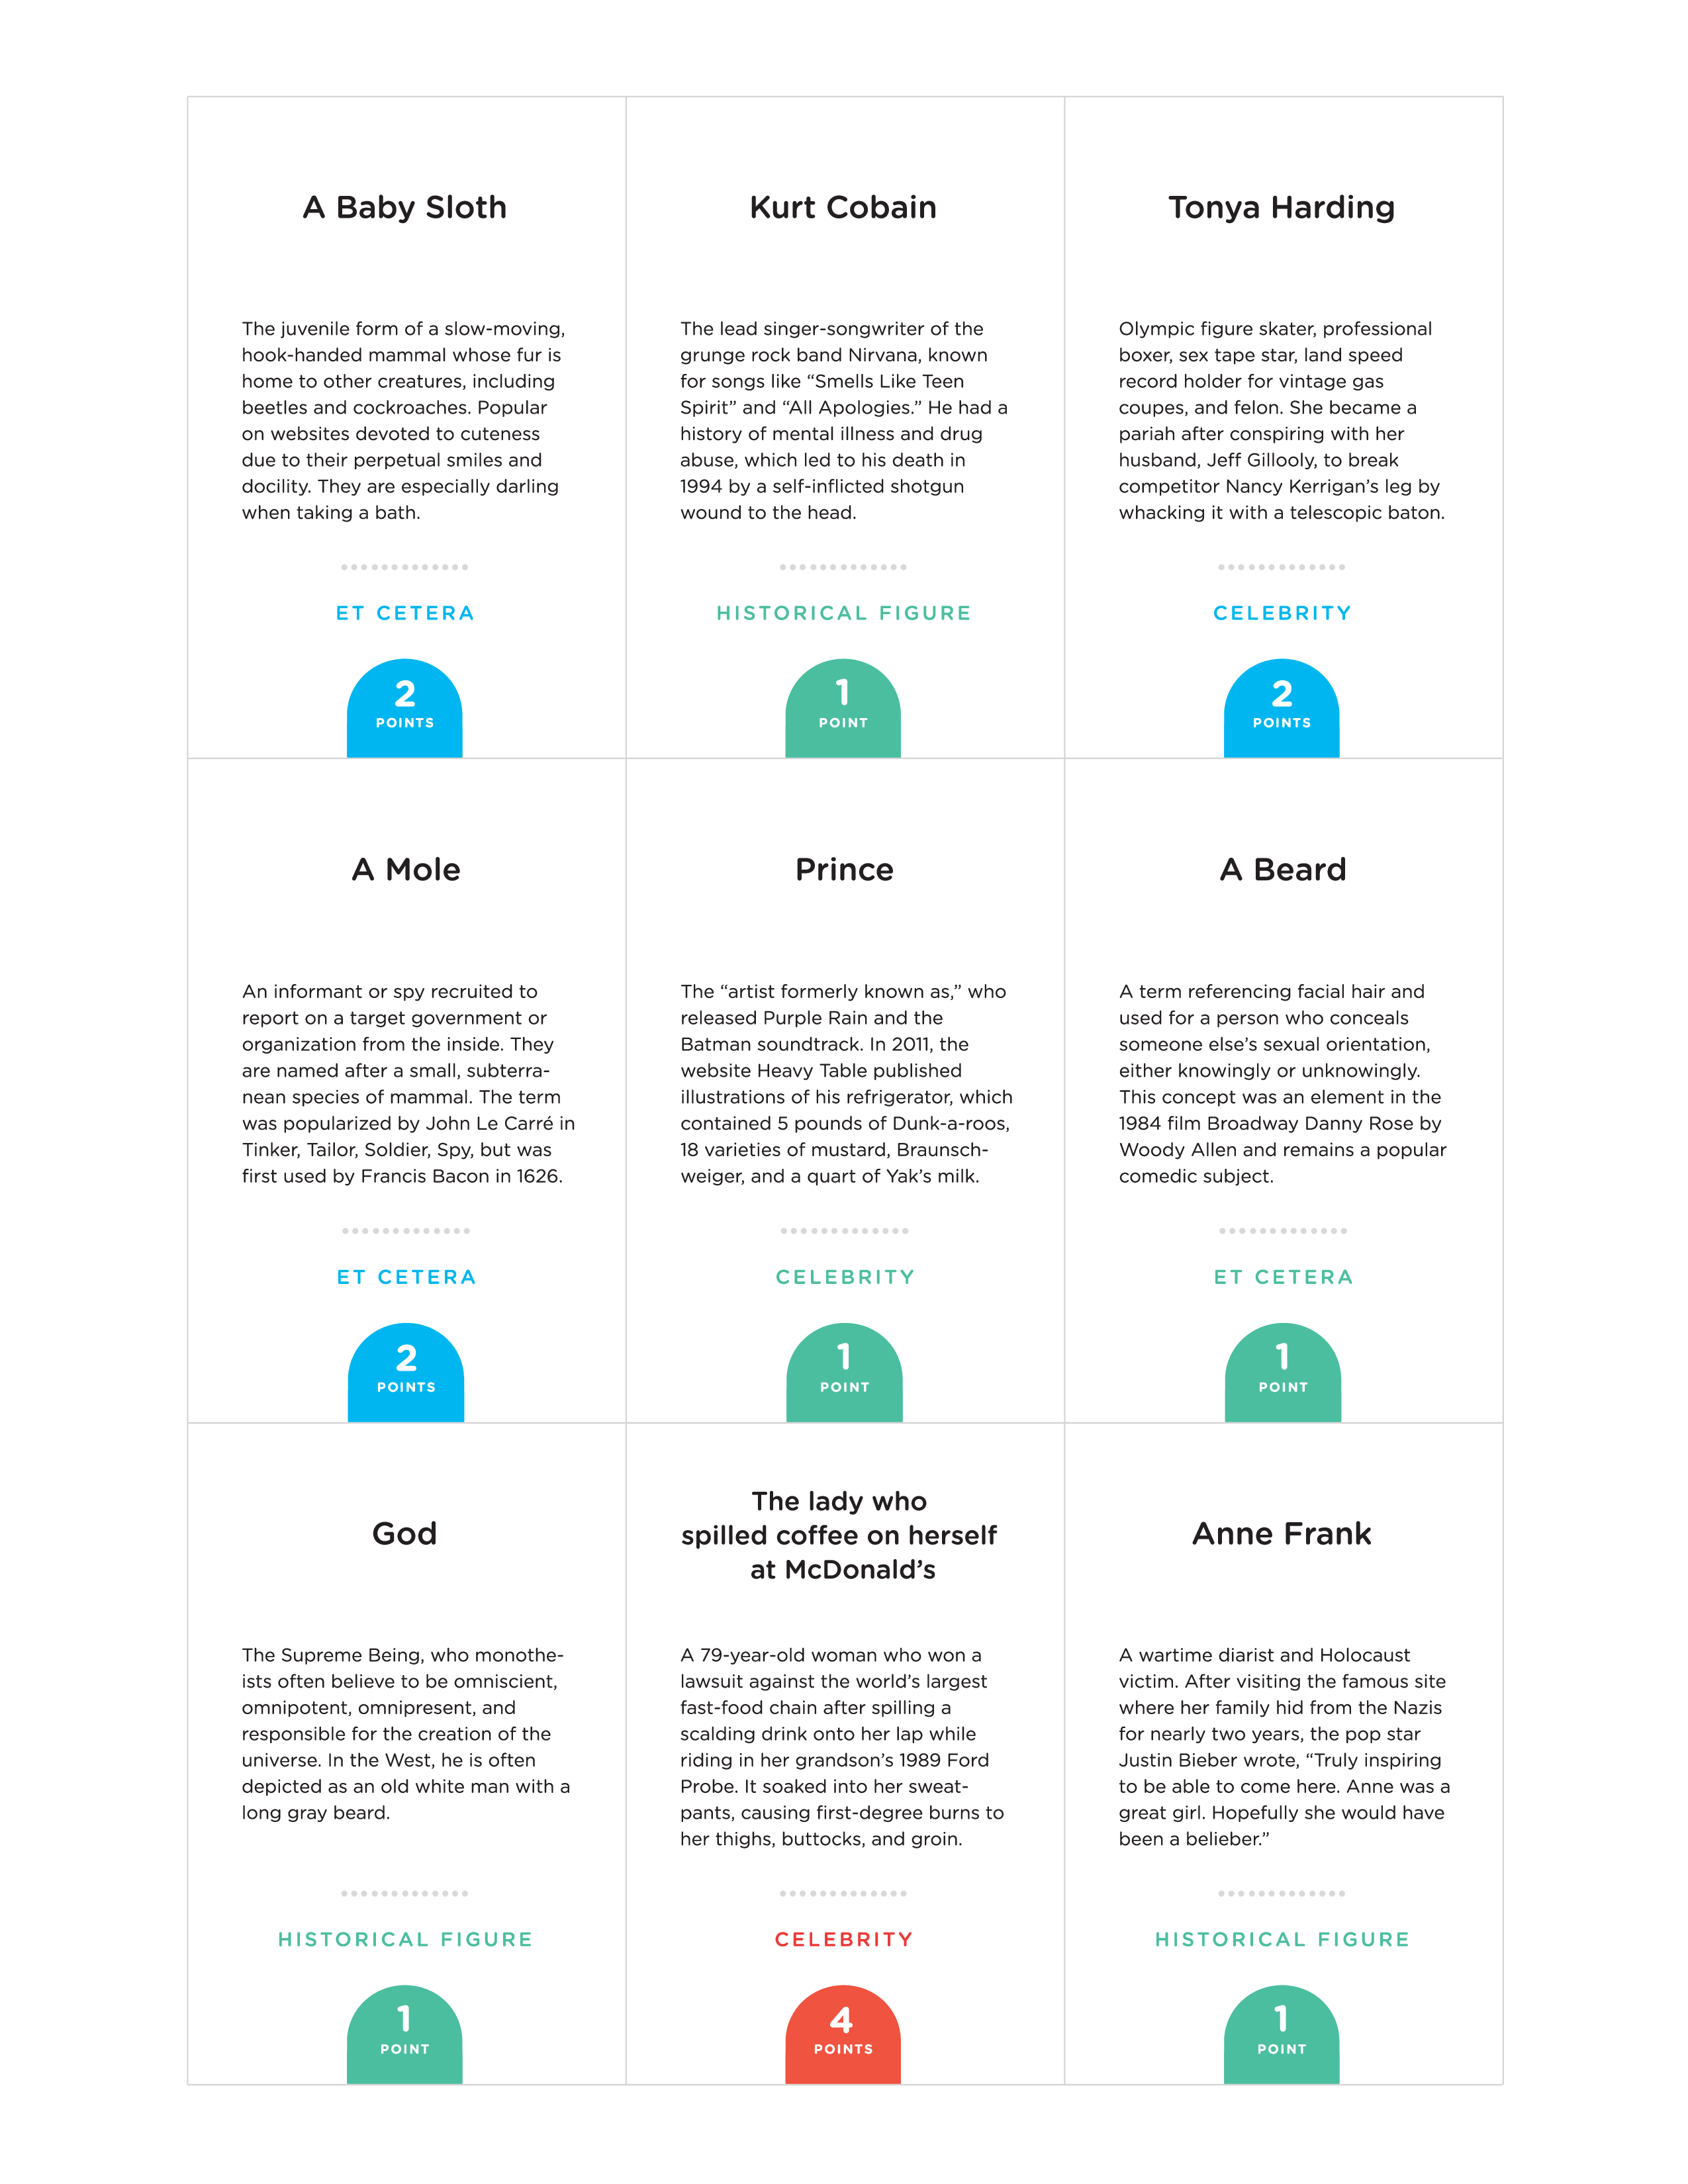 A Baby Sloth
The juvenile form of a slow-moving,
hook-handed mammal whose fur is
home to other creatures, including
beetles and cockroaches. Popular
on websites devoted to cuteness
due to their perpetual smiles and
docility. They are especially darling
when taking a bath.
ET CETERA
2
POINTS
Kurt Cobain
The lead singer-songwriter of the
grunge rock band Nirvana, known
for songs like “Smells Like Teen
Spirit” and “All Apologies.” He had a
history of mental illness and drug
abuse, which led to his death in
1994 by a self-inflicted shotgun
wound to the head.
HISTORICAL FIGURE
1
POINT
Tonya Harding
Olympic figure skater, professional
boxer, sex tape star, land speed
record holder for vintage gas
coupes, and felon. She became a
pariah after conspiring with her
husband, Jeff Gillooly, to break
competitor Nancy Kerrigan’s leg by
whacking it with a telescopic baton.
CELEBRITY
2
POINTS
A Mole
An informant or spy recruited to
report on a target government or
organization from the inside. They
are named after a small, subterra-
nean species of mammal. The term
was popularized by John Le Carré in
Tinker, Tailor, Soldier, Spy, but was
first used by Francis Bacon in 1626.
ET CETERA
2
POINTS
Prince
The “artist formerly known as,” who
released Purple Rain and the
Batman soundtrack. In 2011, the
website Heavy Table published
illustrations of his refrigerator, which
contained 5 pounds of Dunk-a-roos,
18 varieties of mustard, Braunsch-
weiger, and a quart of Yak’s milk.
CELEBRITY
1
POINT
A Beard
A term referencing facial hair and
used for a person who conceals
someone else’s sexual orientation,
either knowingly or unknowingly.
This concept was an element in the
1984 film Broadway Danny Rose by
Woody Allen and remains a popular
comedic subject.
ET CETERA
1
POINT
God
The Supreme Being, who monothe-
ists often believe to be omniscient,
omnipotent, omnipresent, and
responsible for the creation of the
universe. In the West, he is often
depicted as an old white man with a
long gray beard.
HISTORICAL FIGURE
1
POINT
The lady who
spilled coffee on herself
at McDonald’s
A 79-year-old woman who won a
lawsuit against the world’s largest
fast-food chain after spilling a
scalding drink onto her lap while
riding in her grandson’s 1989 Ford
Probe. It soaked into her sweat-
pants, causing first-degree burns to
her thighs, buttocks, and groin.
CELEBRITY
4
POINTS
Anne Frank
A wartime diarist and Holocaust
victim. After visiting the famous site
where her family hid from the Nazis
for nearly two years, the pop star
Justin Bieber wrote, “Truly inspiring
to be able to come here. Anne was a
great girl. Hopefully she would have
been a belieber.”
HISTORICAL FIGURE
1
POINT